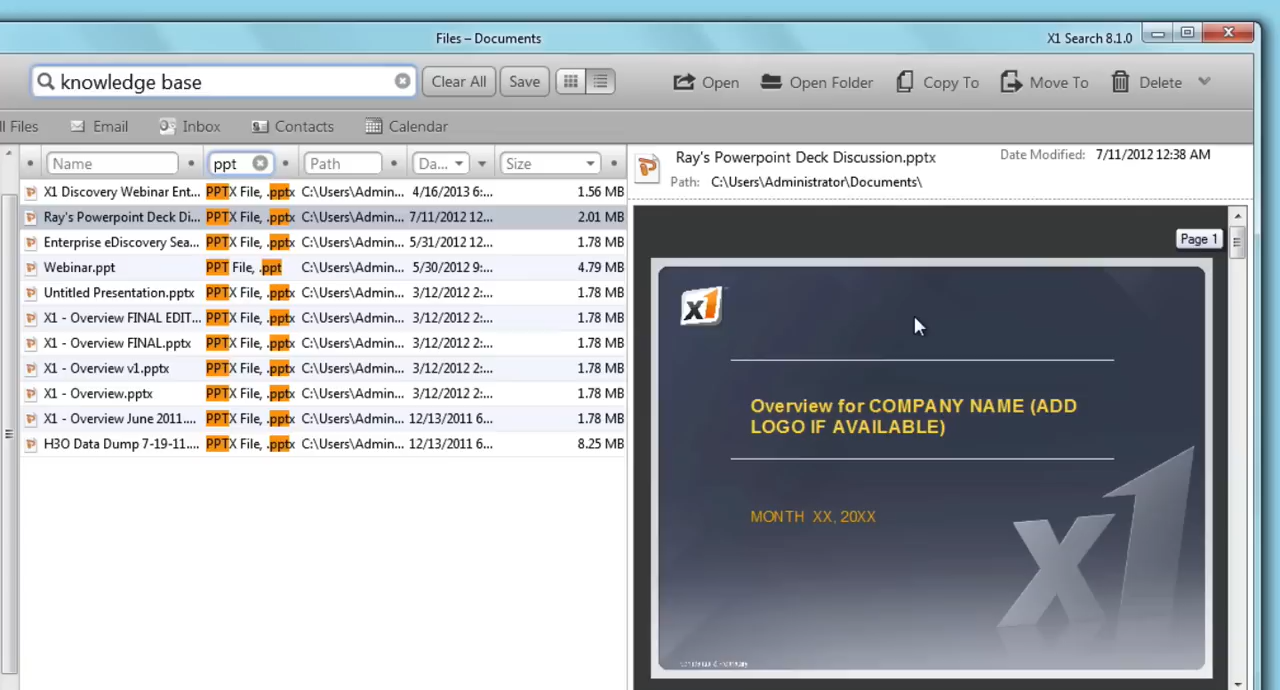 Files – Documents
X1 Search 8.1.0
knowledge base
Clear All
Save
Open
Open Folder
Copy To
Move To
Delete
ll Files
Email
Inbox
Contacts
Calendar
Name
ppt
Path
Da...
Size
X1 Discovery Webinar Ent... PPTX File, .pptx C:\Users\Admin... 4/16/2013 6:... 1.56 MB
Ray's Powerpoint Deck Di... PPTX File, .pptx C:\Users\Admin... 7/11/2012 12... 2.01 MB
Enterprise eDiscovery Sea... PPTX File, .pptx C:\Users\Admin... 5/31/2012 12... 1.78 MB
Webinar.ppt PPT File, .ppt C:\Users\Admin... 5/30/2012 9:... 4.79 MB
Untitled Presentation.pptx PPTX File, .pptx C:\Users\Admin... 3/12/2012 2:... 1.78 MB
X1 - Overview FINAL EDIT... PPTX File, .pptx C:\Users\Admin... 3/12/2012 2:... 1.78 MB
X1 - Overview FINAL.pptx PPTX File, .pptx C:\Users\Admin... 3/12/2012 2:... 1.78 MB
X1 - Overview v1.pptx PPTX File, .pptx C:\Users\Admin... 3/12/2012 2:... 1.78 MB
X1 - Overview.pptx PPTX File, .pptx C:\Users\Admin... 3/12/2012 2:... 1.78 MB
X1 - Overview June 2011.... PPTX File, .pptx C:\Users\Admin... 12/13/2011 6... 1.78 MB
H3O Data Dump 7-19-11.... PPTX File, .pptx C:\Users\Admin... 12/13/2011 6... 8.25 MB
Ray's Powerpoint Deck Discussion.pptx
Date Modified: 7/11/2012 12:38 AM
Path: C:\Users\Administrator\Documents\
Page 1
x1
Overview for COMPANY NAME (ADD
LOGO IF AVAILABLE)
MONTH XX, 20XX
x1